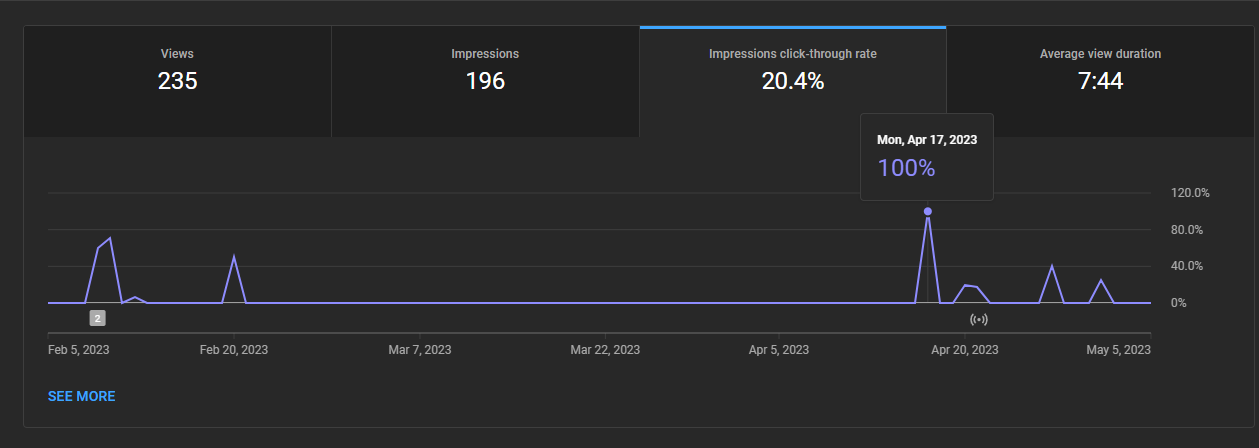 Views
235
Impressions
196
Impressions click-through rate
20.4%
Average view duration
7:44
Mon, Apr 17, 2023
100%
120.0%
80.0%
40.0%
0%
2
Feb 5, 2023
Feb 20, 2023
Mar 7, 2023
Mar 22, 2023
Apr 5, 2023
Apr 20, 2023
May 5, 2023
SEE MORE